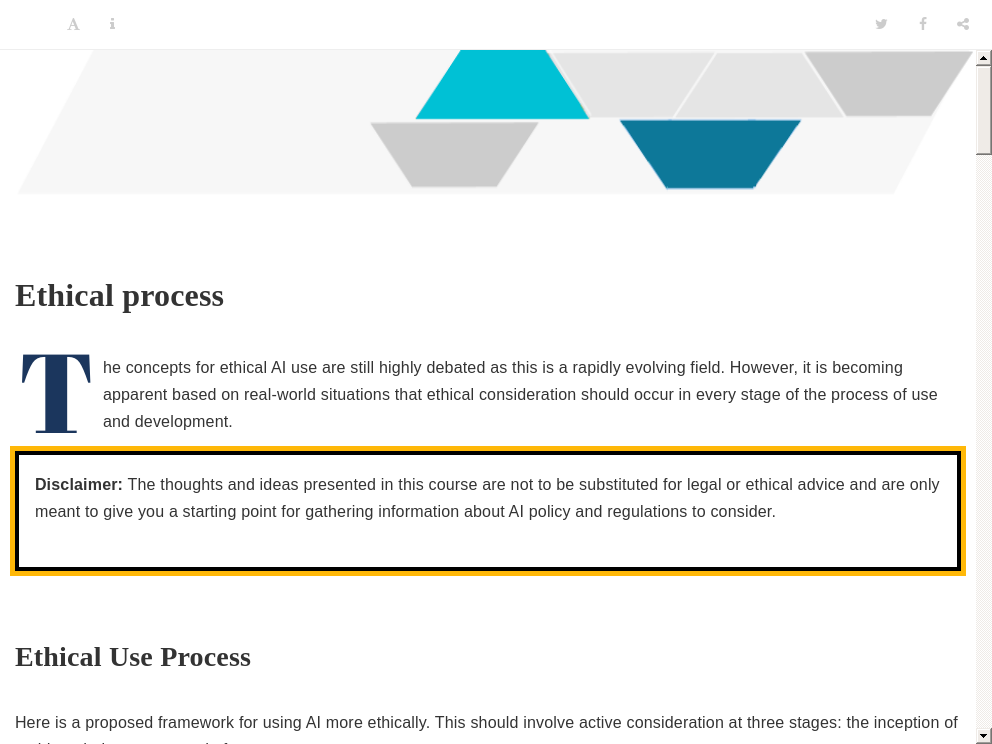 Ethical process
The concepts for ethical AI use are still highly debated as this is a rapidly evolving field. However, it is becoming
apparent based on real-world situations that ethical consideration should occur in every stage of the process of use
and development.
Disclaimer: The thoughts and ideas presented in this course are not to be substituted for legal or ethical advice and are only
meant to give you a starting point for gathering information about AI policy and regulations to consider.
Ethical Use Process
Here is a proposed framework for using AI more ethically. This should involve active consideration at three stages: the inception of